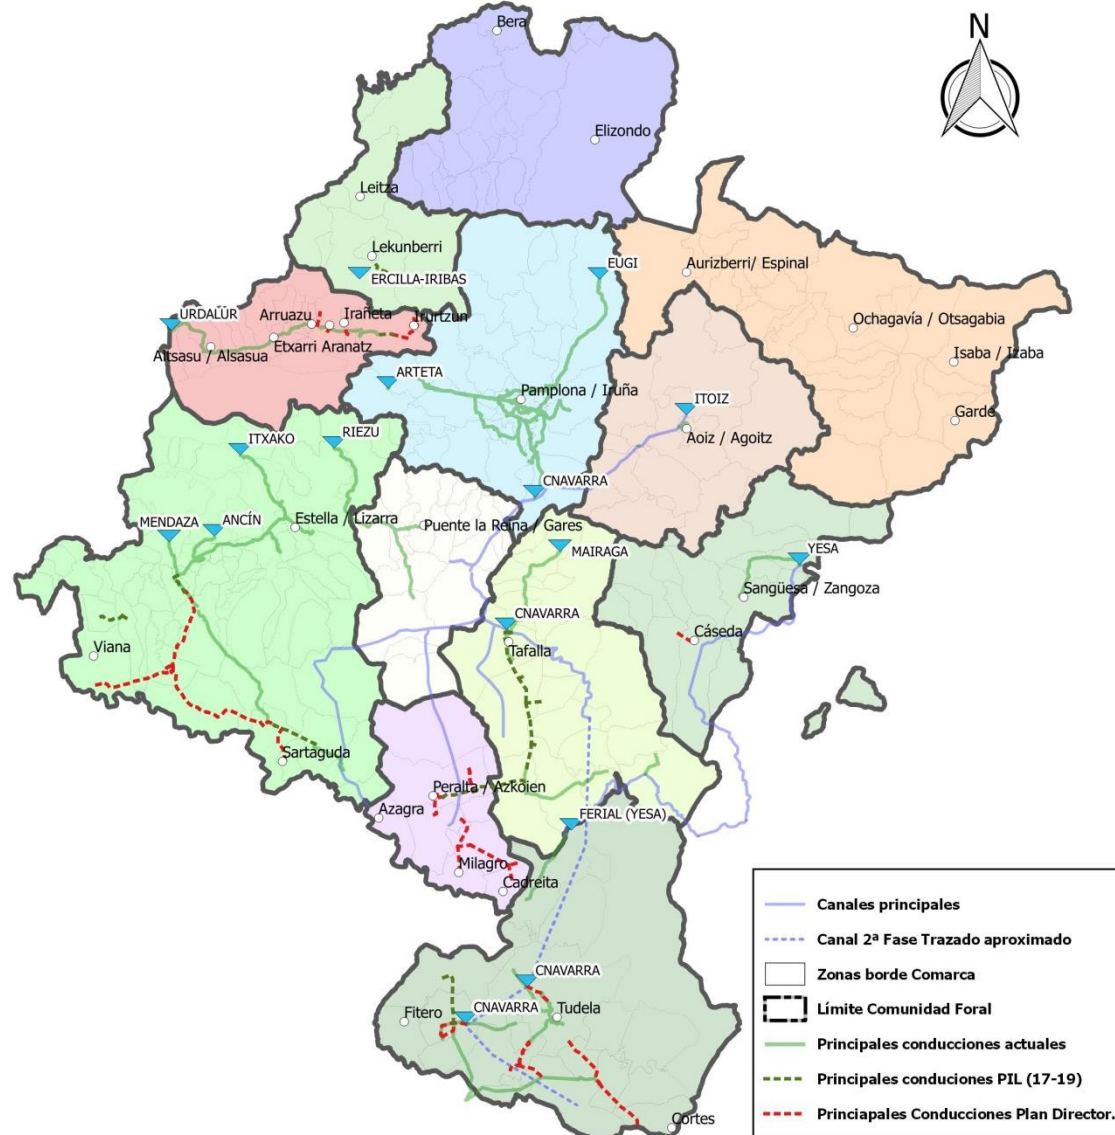 N
Bera
Elizondo
Leitza
Lekunberri
ERCILLA-IRIBAS
EUGI
Aurizberri/ Espinal
Ochagavía / Otsagabia
Isaba / Izaba
Garde
URDALÚR
Arruazu
Irañeta
Irurtzun
Altsasu / Alsasua
Etxarri Aranatz
ARTETA
Pamplona / Iruña
ITOIZ
Aoiz / Agoitz
ITXAKO
RIEZU
CNAVARRA
MENDAZA
ANCÍN
Estella / Lizarra
Puente la Reina / Gares
MAIRAGA
YESA
Sangüesa / Zangoza
CNAVARRA
Tafalla
Cáseda
Viana
Sartaguda
Peralta / Azkoien
Azagra
FERIAL (YESA)
Milagro
Cadreita
CNAVARRA
CNAVARRA
Fitero
Tudela
Cortes
Canales principales
Canal 2ª Fase Trazado aproximado
Zonas borde Comarca
Límite Comunidad Foral
Principales conducciones actuales
Principales conduciones PIL (17-19)
Princiapales Conducciones Plan Director.